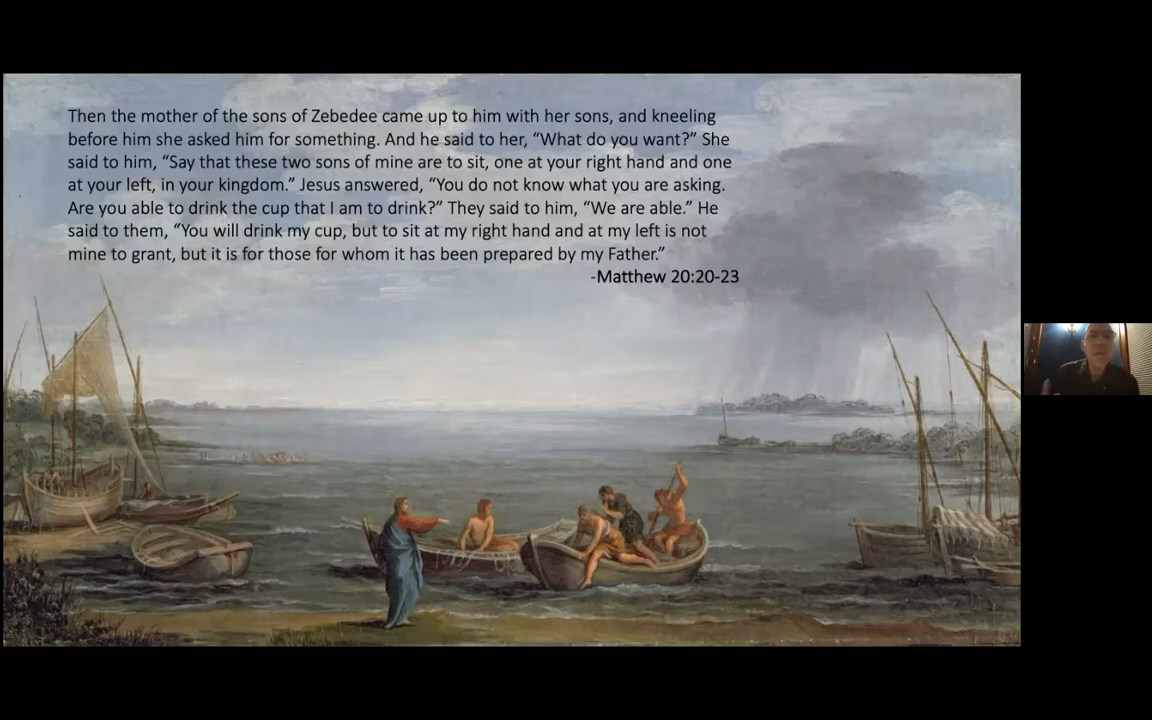 Then the mother of the sons of Zebedee came up to him with her sons, and kneeling
before him she asked him for something. And he said to her, “What do you want?” She
said to him, “Say that these two sons of mine are to sit, one at your right hand and one
at your left, in your kingdom.” Jesus answered, “You do not know what you are asking.
Are you able to drink the cup that I am to drink?” They said to him, “We are able.” He
said to them, “You will drink my cup, but to sit at my right hand and at my left is not
mine to grant, but it is for those for whom it has been prepared by my Father.”
-Matthew 20:20-23